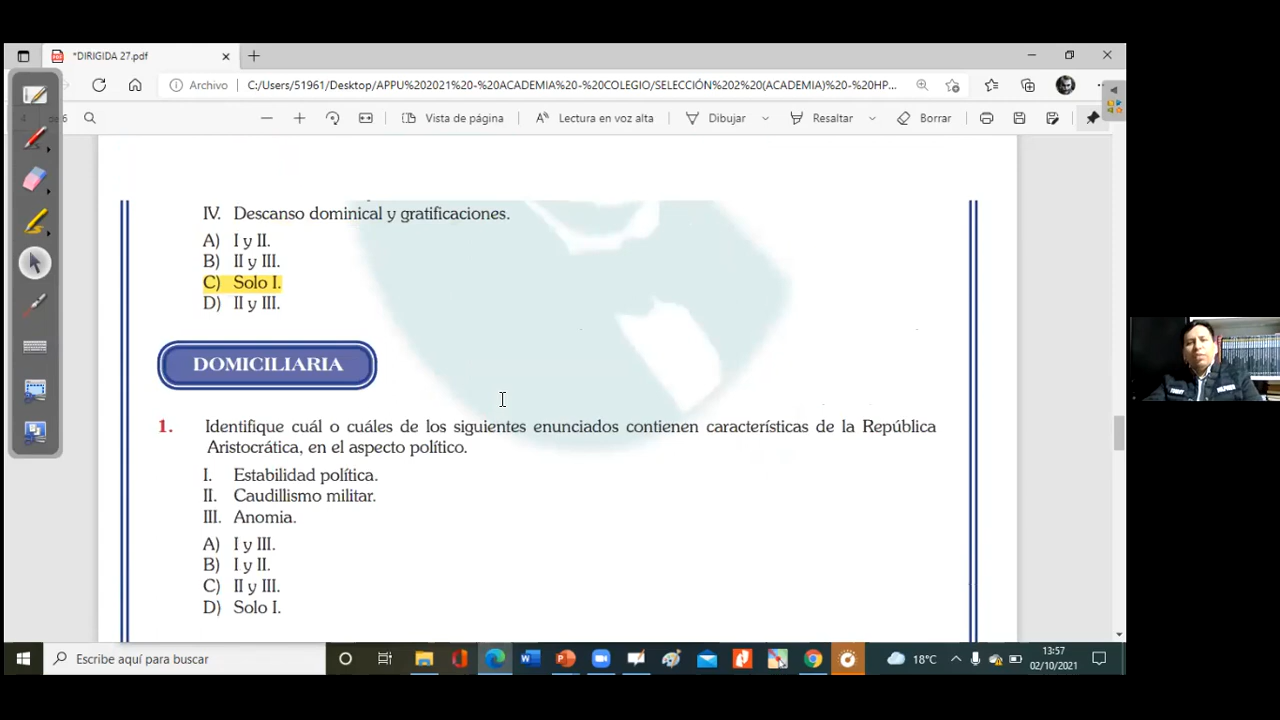 *DIRIGIDA 27.pdf
Archivo
C:/Users/51961/Desktop/APPU%202021%20-%20ACADEMIA%20-%20COLEGIO/SELECCIÓN%202%20(ACADEMIA)%20-%20HP...
4 de 6
Vista de página
Lectura en voz alta
Dibujar
Resaltar
Borrar
IV. Descanso dominical y gratificaciones.
A) I y II.
B) II y III.
C) Solo I.
D) II y III.
DOMICILIARIA
1. Identifique cuál o cuáles de los siguientes enunciados contienen características de la República
Aristocrática, en el aspecto político.
I. Estabilidad política.
II. Caudillismo militar.
III. Anomia.
A) I y III.
B) I y II.
C) II y III.
D) Solo I.
Escribe aquí para buscar
18°C
13:57
02/10/2021